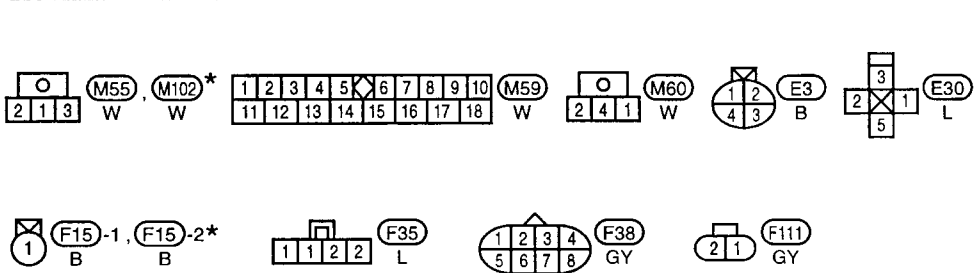 1 2 3 4 5 6 7 8 9 10
3
2 1 3 M55 , M102 * 11 12 13 14 15 16 17 18 M59 2 4 1 M60 1 2 4 3 E3 2 1 5 E30
W W W W B L
1 F15 -1 , F15 -2* 1 1 2 2 F35 1 2 3 4 5 6 7 8 F38 2 1 F111
B B L GY GY